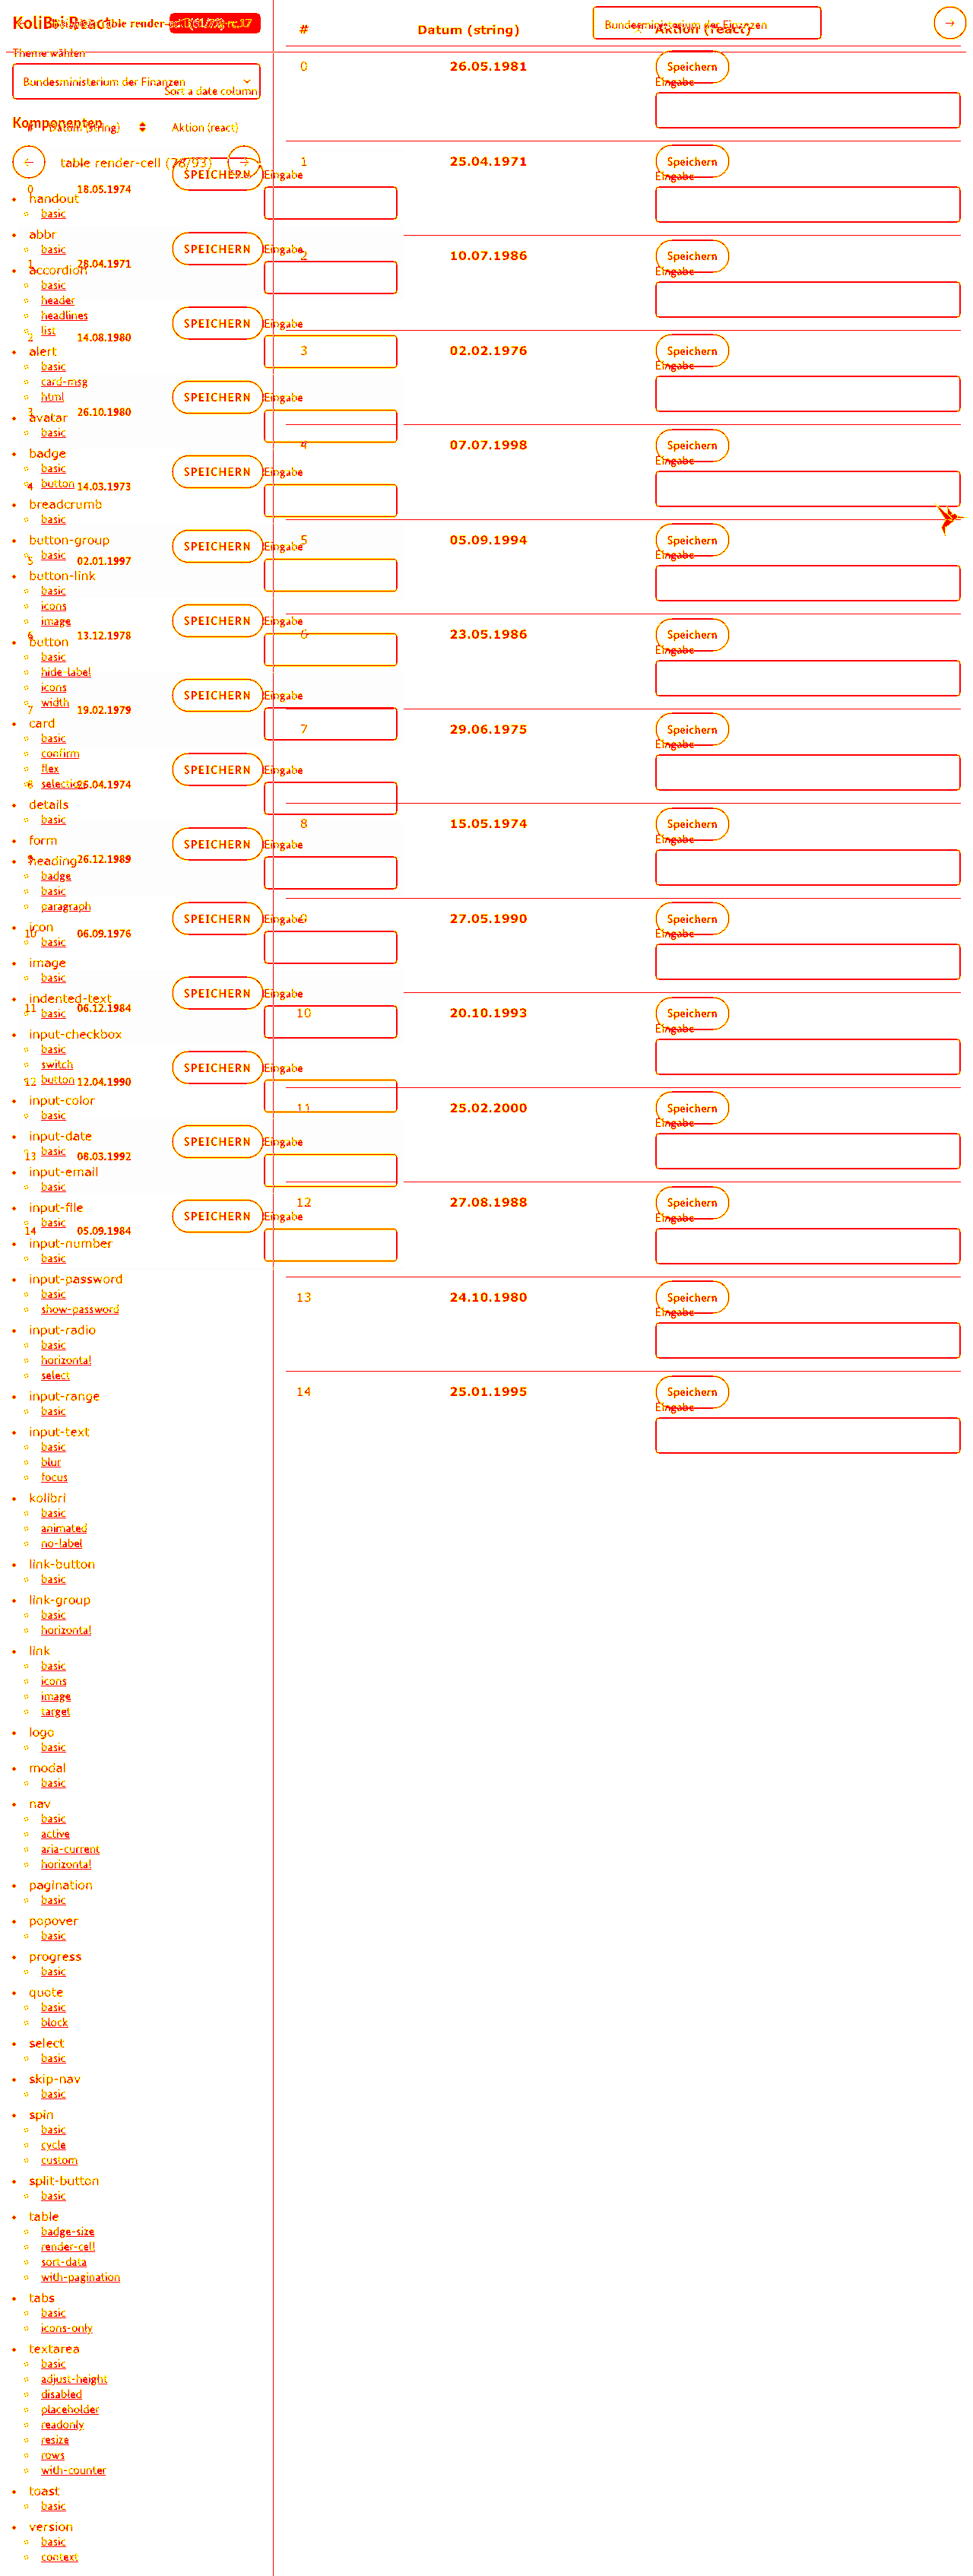 KoliBri React
table render-
Bundesministerium der Finanzen
→
# Datum (string) Aktion (react)
Theme wählen
Bundesministerium der Finanzen
Sort a date column
Komponenten
# Datum (string) Aktion (react)
← table render-cell (78/93) →
handout
basic
abbr
basic
accordion
basic
header
headlines
list
alert
basic
card-msg
html
avatar
basic
badge
basic
button
breadcrumb
basic
button-group
basic
button-link
basic
icons
image
button
basic
hide-label
icons
width
card
basic
confirm
flex
selection
details
basic
form
heading
badge
basic
paragraph
icon
basic
image
basic
indented-text
basic
input-checkbox
basic
switch
button
input-color
basic
input-date
basic
input-email
basic
input-file
basic
input-number
basic
input-password
basic
show-password
input-radio
basic
horizontal
select
input-range
basic
input-text
basic
blur
focus
kolibri
basic
animated
no-label
link-button
basic
link-group
basic
horizontal
link
basic
icons
image
target
logo
basic
modal
basic
nav
basic
active
aria-current
horizontal
pagination
basic
popover
basic
progress
basic
quote
basic
block
select
basic
skip-nav
basic
spin
basic
cycle
custom
split-button
basic
table
badge-size
render-cell
sort-data
with-pagination
tabs
basic
icons-only
textarea
basic
adjust-height
disabled
placeholder
readonly
resize
rows
with-counter
toast
basic
version
basic
context
0 18.05.1974 SPEICHERN Eingabe
1 28.04.1971 SPEICHERN Eingabe
2 14.08.1980 SPEICHERN Eingabe
3 26.10.1980 SPEICHERN Eingabe
4 14.03.1973 SPEICHERN Eingabe
5 02.01.1997 SPEICHERN Eingabe
6 13.12.1978 SPEICHERN Eingabe
7 19.02.1979 SPEICHERN Eingabe
8 25.04.1974 SPEICHERN Eingabe
9 26.12.1989 SPEICHERN Eingabe
10 06.09.1976 SPEICHERN Eingabe
11 06.12.1984 SPEICHERN Eingabe
12 12.04.1990 SPEICHERN Eingabe
13 08.03.1992 SPEICHERN Eingabe
14 05.09.1984 SPEICHERN Eingabe
0 26.05.1981 Speichern
Eingabe
1 25.04.1971 Speichern
Eingabe
2 10.07.1986 Speichern
Eingabe
3 02.02.1976 Speichern
Eingabe
4 07.07.1998 Speichern
Eingabe
5 05.09.1994 Speichern
Eingabe
6 23.05.1986 Speichern
Eingabe
7 29.06.1975 Speichern
Eingabe
8 15.05.1974 Speichern
Eingabe
9 27.05.1990 Speichern
Eingabe
10 20.10.1993 Speichern
Eingabe
11 25.02.2000 Speichern
Eingabe
12 27.08.1988 Speichern
Eingabe
13 24.10.1980 Speichern
Eingabe
14 25.01.1995 Speichern
Eingabe